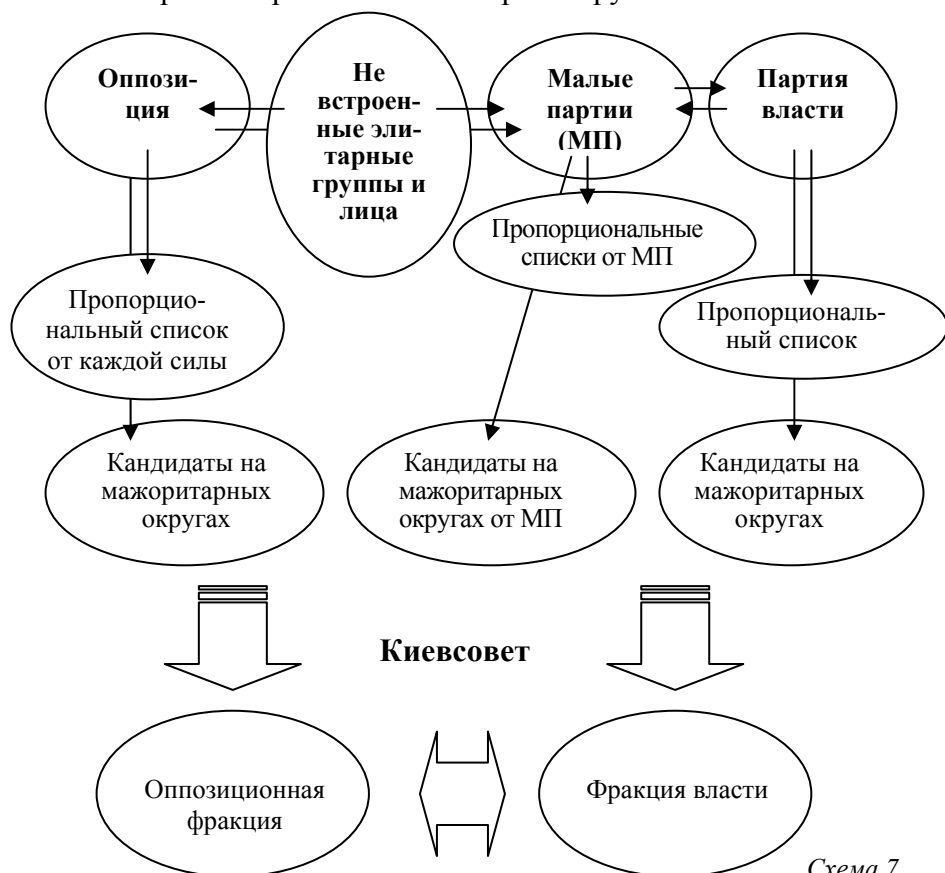 Оппози-
ция
Не
встроен-
ные эли-
тарные
группы и
лица
Малые
партии
(МП)
Партия
власти
Пропорциональные
списки от МП
Пропорцио-
нальный список
от каждой силы
Пропорциональ-
ный список
Кандидаты на
мажоритарных
округах
Кандидаты на
мажоритарных
округах от МП
Кандидаты на
мажоритарных
округах
Киевсовет
Оппозиционная
фракция
Фракция власти
Схема 7